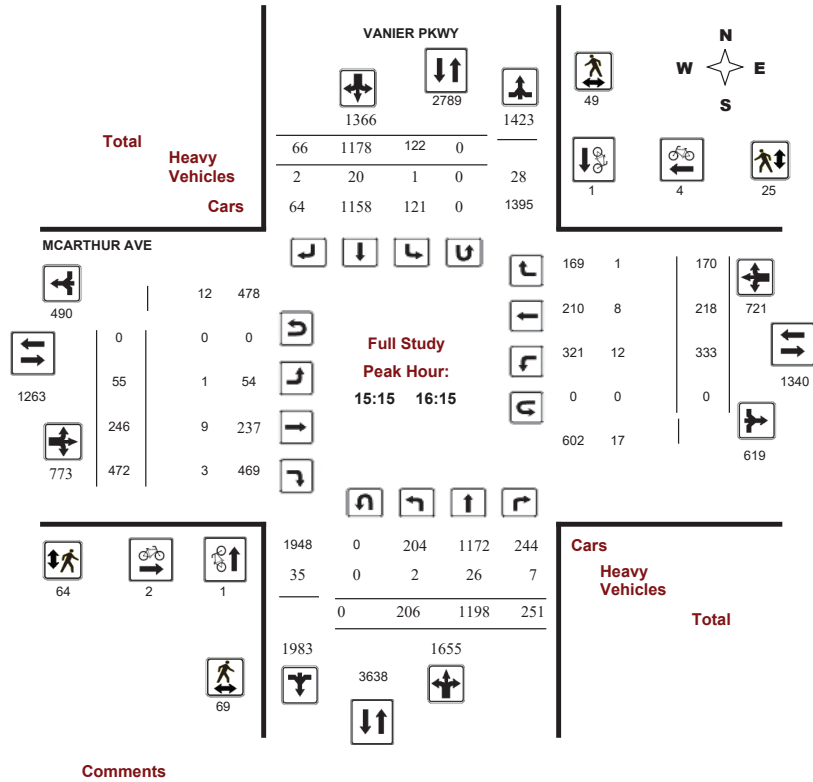 VANIER PKWY
N
W E
S
2789
49
1366 1423
Total 66 1178 122 0
Heavy
Vehicles 2 20 1 0 28
Cars 64 1158 121 0 1395
1 4 25
MCARTHUR AVE
490 12 478
0 0 0
1263
55 1 54
246 9 237
773 472 3 469
Full Study
Peak Hour:
15:15 16:15
169 1 170
721
210 8 218
321 12 333
1340
0 0 0
602 17
619
1948 0 204 1172 244 Cars
35 0 2 26 7 Heavy
Vehicles
0 206 1198 251 Total
64 2 1
1983 1655
3638
69
Comments